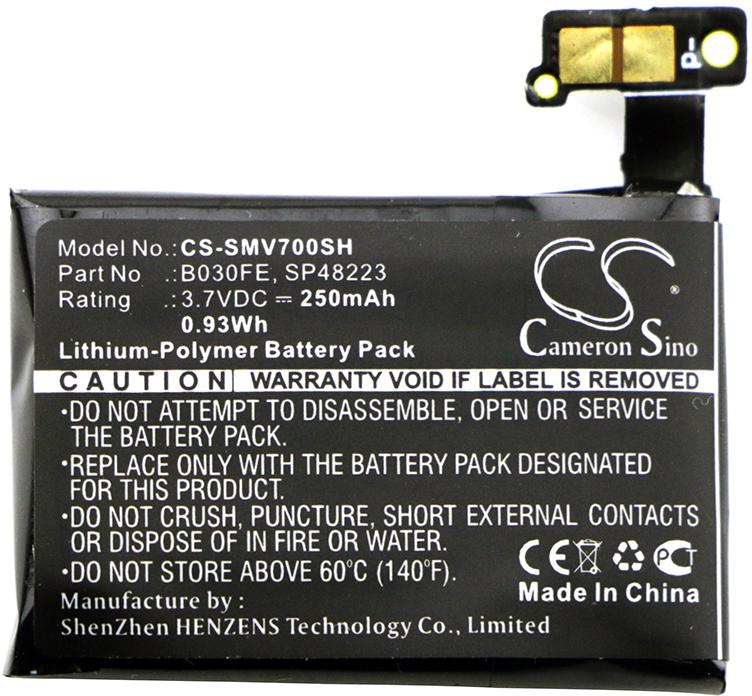 P-
Model No.:CS-SMV700SH
Part No .:B030FE, SP48223
Rating .:3.7VDC ⎓ 250mAh
0.93Wh
Lithium-Polymer Battery Pack
CS ®
Cameron Sino
CAUTION WARRANTY VOID IF LABEL IS REMOVED
•DO NOT ATTEMPT TO DISASSEMBLE, OPEN OR SERVICE
THE BATTERY PACK.
•REPLACE ONLY WITH THE BATTERY PACK DESIGNATED
FOR THIS PRODUCT.
•DO NOT CRUSH, PUNCTURE, SHORT EXTERNAL CONTACTS
OR DISPOSE OF IN FIRE OR WATER.
•DO NOT STORE ABOVE 60°C (140°F).
CE PCT
Made In China
Manufacture by :
ShenZhen HENZENS Technology Co., Limited